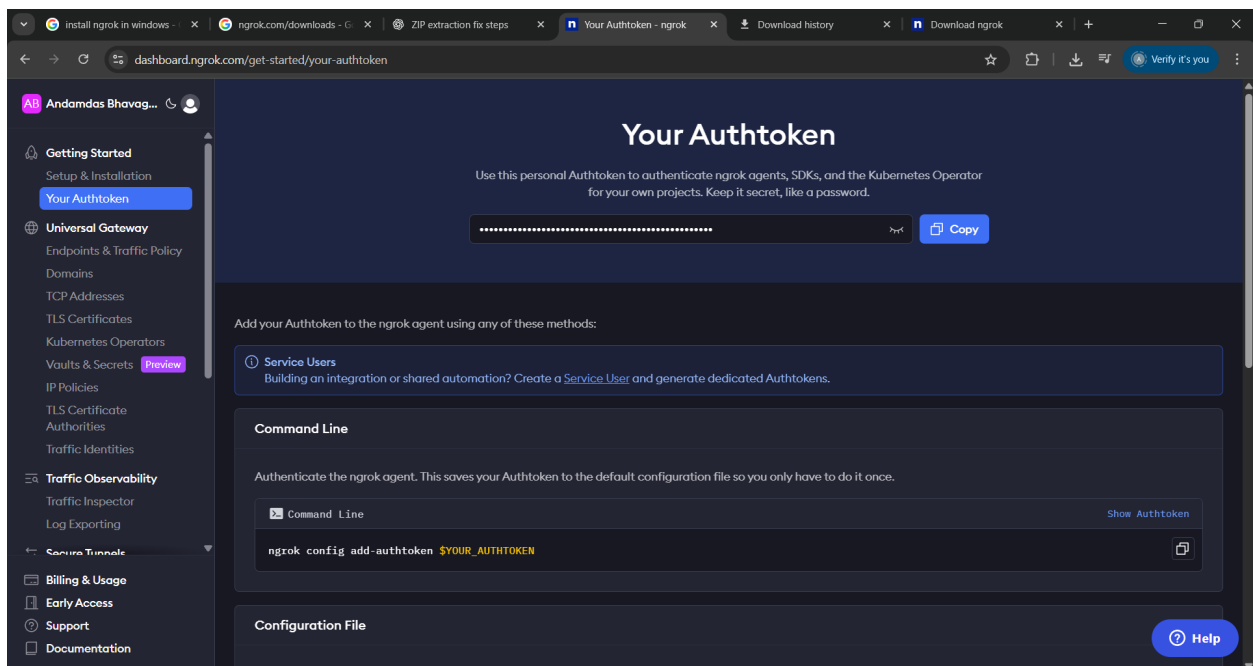 install ngrok in windows - G
ngrok.com/downloads - G
ZIP extraction fix steps
Your Authtoken - ngrok
Download history
Download ngrok
dashboard.ngrok.com/get-started/your-authtoken
Verify it's you
AB Andamdas Bhavag...
Getting Started
Setup & Installation
Your Authtoken
Universal Gateway
Endpoints & Traffic Policy
Domains
TCP Addresses
TLS Certificates
Kubernetes Operators
Vaults & Secrets Preview
IP Policies
TLS Certificate
Authorities
Traffic Identities
Traffic Observability
Traffic Inspector
Log Exporting
Secure Tunnels
Billing & Usage
Early Access
Support
Documentation
Your Authtoken
Use this personal Authtoken to authenticate ngrok agents, SDKs, and the Kubernetes Operator
for your own projects. Keep it secret, like a password.
Copy
Add your Authtoken to the ngrok agent using any of these methods:
Service Users
Building an integration or shared automation? Create a Service User and generate dedicated Authtokens.
Command Line
Authenticate the ngrok agent. This saves your Authtoken to the default configuration file so you only have to do it once.
Command Line
Show Authtoken
ngrok config add-authtoken $YOUR_AUTHTOKEN
Configuration File
Help